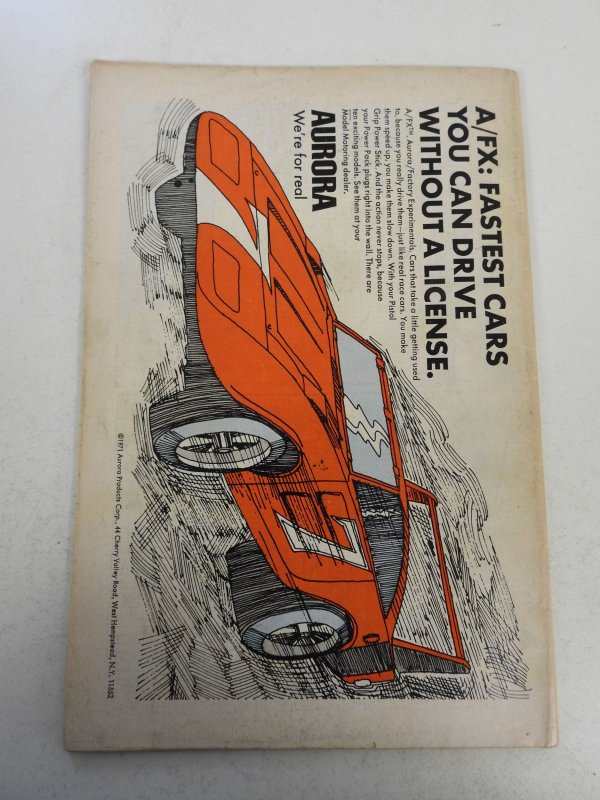 A/FX: FASTEST CARS
YOU CAN DRIVE
WITHOUT A LICENSE.
A/FX™, Aurora/Factory Experimentals. Cars that take a little getting used
to, because you really drive them—just like real race cars. You make
them speed up, you make them slow down. With your Pistol
Grip Power Stick. And the action never stops, because
your Power Pack plugs right into the wall. There are
ten exciting models. See them at your
Model Motoring dealer.
AURORA
We're for real
7
©1971 Aurora Products Corp., 44 Cherry Valley Road, West Hempstead, N.Y. 11552